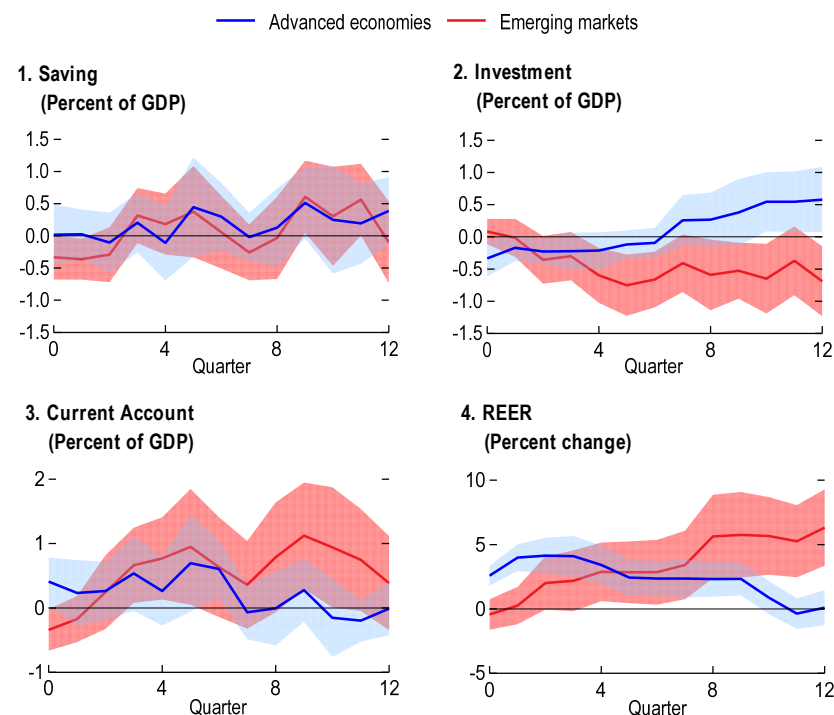 Advanced economies Emerging markets
1. Saving
(Percent of GDP)
1.5
1.0
0.5
0.0
-0.5
-1.0
-1.5
0 4 8 12
Quarter
2. Investment
(Percent of GDP)
1.5
1.0
0.5
0.0
-0.5
-1.0
-1.5
0 4 8 12
Quarter
3. Current Account
(Percent of GDP)
2
1
0
-1
0 4 8 12
Quarter
4. REER
(Percent change)
10
5
0
-5
0 4 8 12
Quarter